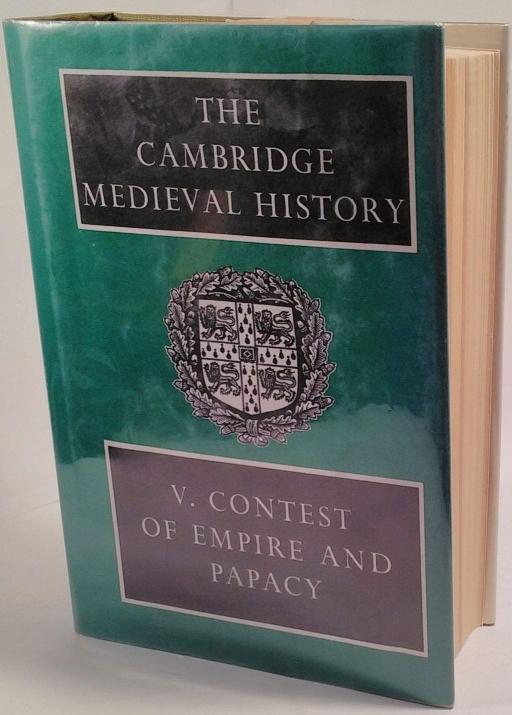 THE
CAMBRIDGE
MEDIEVAL HISTORY
V. CONTEST
OF EMPIRE AND
PAPACY